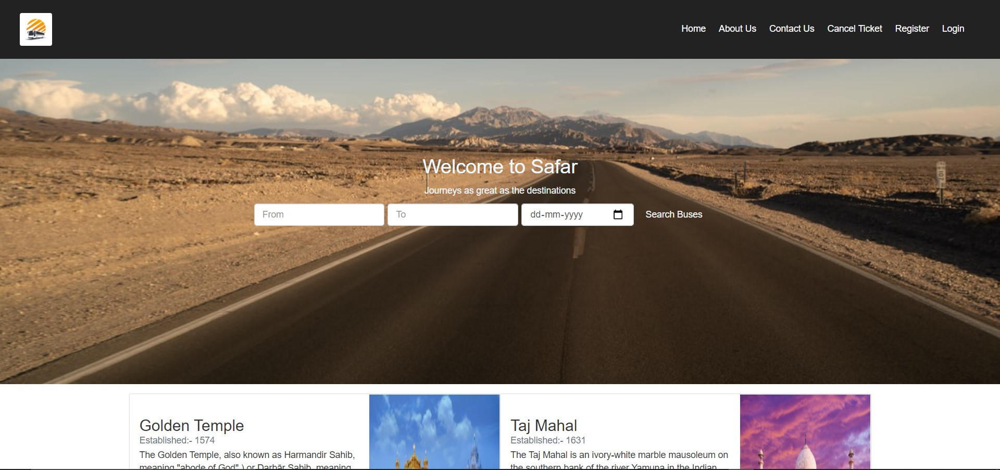 Home About Us Contact Us Cancel Ticket Register Login
Welcome to Safar
Journeys as great as the destinations
From To dd-mm-yyyy Search Buses
Golden Temple
Established:- 1574
The Golden Temple, also known as Harmandir Sahib,
meaning "abode of God" ) or Darbār Sahib, meaning
Taj Mahal
Established:- 1631
The Taj Mahal is an ivory-white marble mausoleum on
the southern bank of the river Yamuna in the Indian